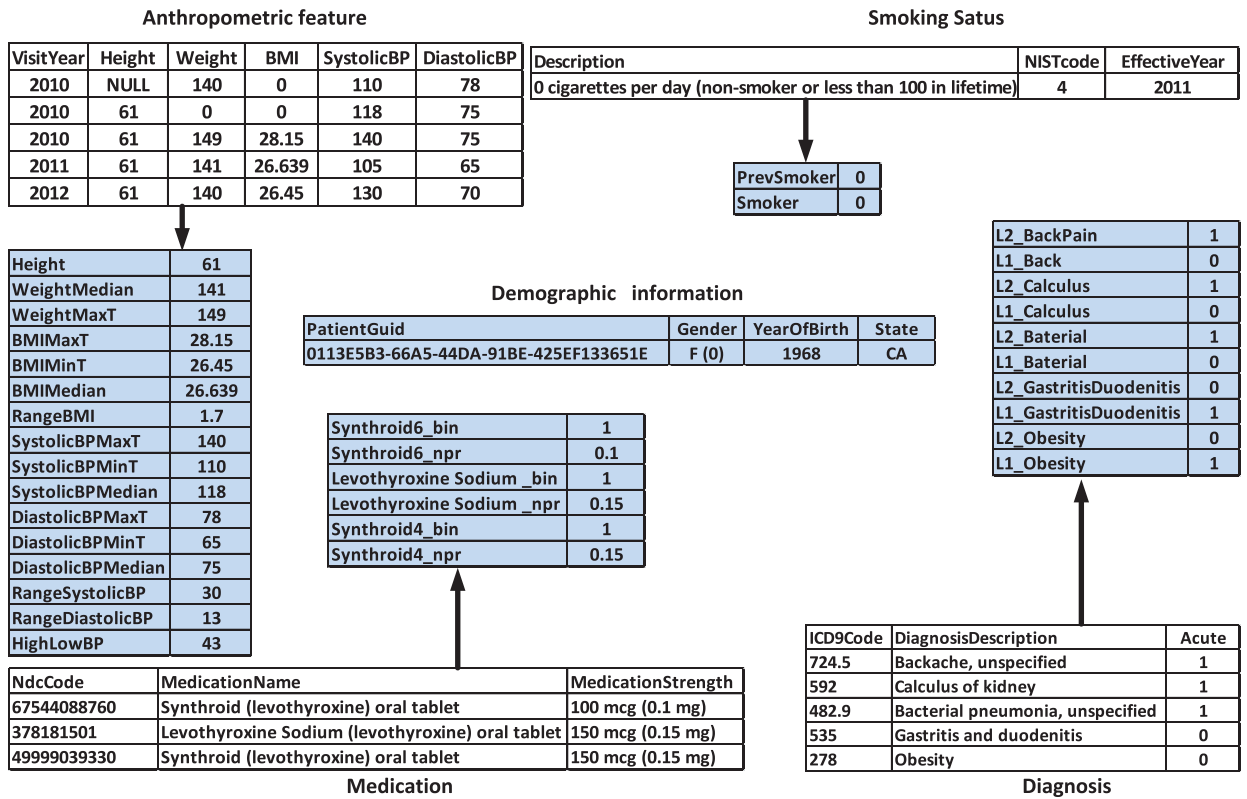 Anthropometric feature
VisitYear Height Weight BMI SystolicBP DiastolicBP
2010 NULL 140 0 110 78
2010 61 0 0 118 75
2010 61 149 28.15 140 75
2011 61 141 26.639 105 65
2012 61 140 26.45 130 70
Smoking Satus
Description NISTcode EffectiveYear
0 cigarettes per day (non-smoker or less than 100 in lifetime) 4 2011
PrevSmoker 0
Smoker 0
Height 61
WeightMedian 141
WeightMaxT 149
BMIMaxT 28.15
BMIMinT 26.45
BMIMedian 26.639
RangeBMI 1.7
SystolicBPMaxT 140
SystolicBPMinT 110
SystolicBPMedian 118
DiastolicBPMaxT 78
DiastolicBPMinT 65
DiastolicBPMedian 75
RangeSystolicBP 30
RangeDiastolicBP 13
HighLowBP 43
Demographic information
PatientGuid Gender YearOfBirth State
0113E5B3-66A5-44DA-91BE-425EF133651E F (0) 1968 CA
L2_BackPain 1
L1_Back 0
L2_Calculus 1
L1_Calculus 0
L2_Baterial 1
L1_Baterial 0
L2_GastritisDuodenitis 0
L1_GastritisDuodenitis 1
L2_Obesity 0
L1_Obesity 1
Synthroid6_bin 1
Synthroid6_npr 0.1
Levothyroxine Sodium _bin 1
Levothyroxine Sodium _npr 0.15
Synthroid4_bin 1
Synthroid4_npr 0.15
NdcCode MedicationName MedicationStrength
67544088760 Synthroid (levothyroxine) oral tablet 100 mcg (0.1 mg)
378181501 Levothyroxine Sodium (levothyroxine) oral tablet 150 mcg (0.15 mg)
49999039330 Synthroid (levothyroxine) oral tablet 150 mcg (0.15 mg)
Medication
ICD9Code DiagnosisDescription Acute
724.5 Backache, unspecified 1
592 Calculus of kidney 1
482.9 Bacterial pneumonia, unspecified 1
535 Gastritis and duodenitis 0
278 Obesity 0
Diagnosis